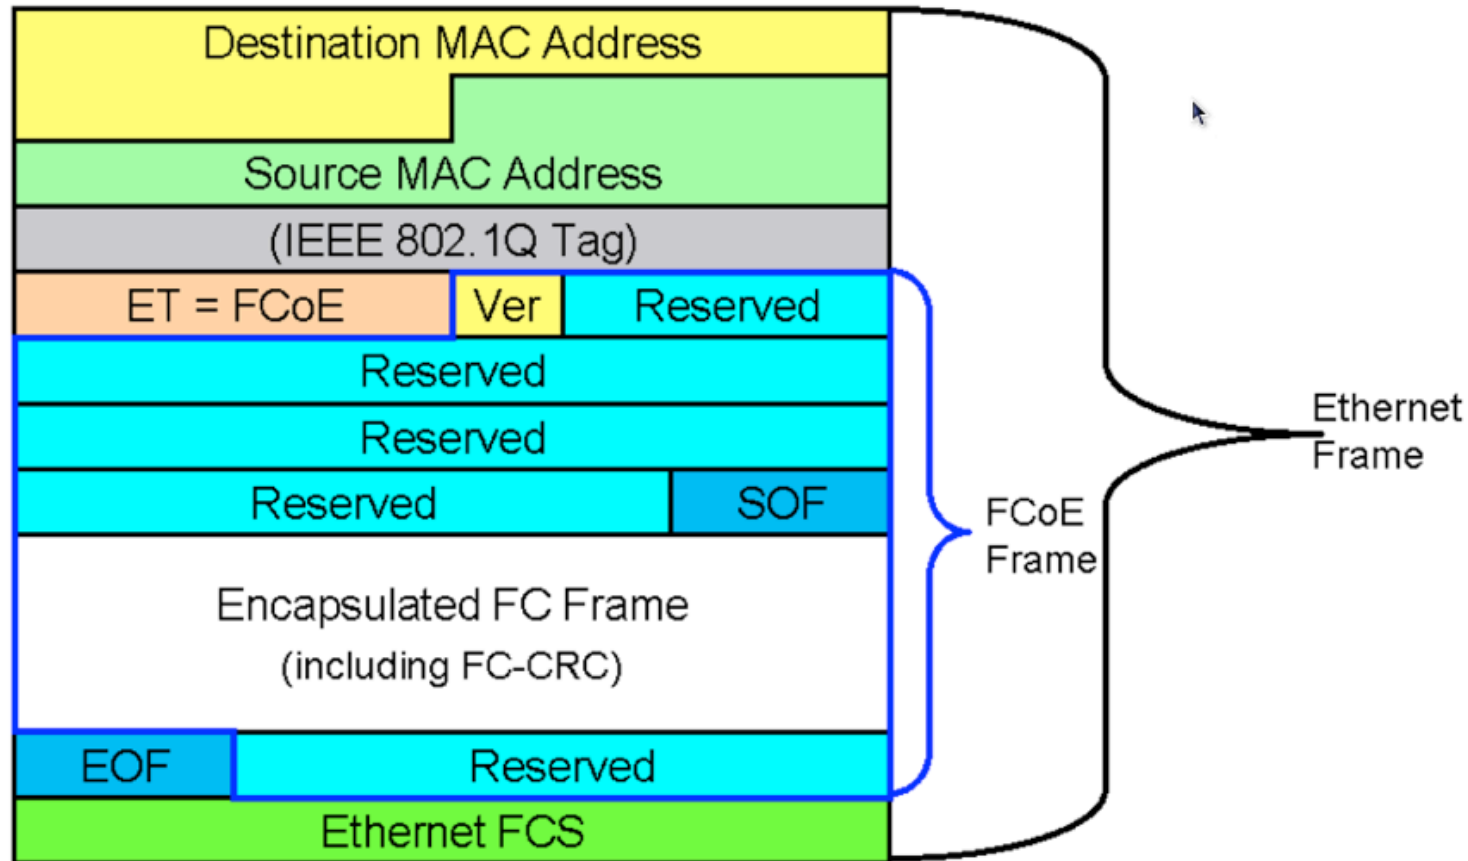 Destination MAC Address
Source MAC Address
(IEEE 802.1Q Tag)
ET = FCoE
Ver
Reserved
Reserved
Reserved
Reserved
SOF
Encapsulated FC Frame
(including FC-CRC)
EOF
Reserved
Ethernet FCS
FCoE
Frame
Ethernet
Frame